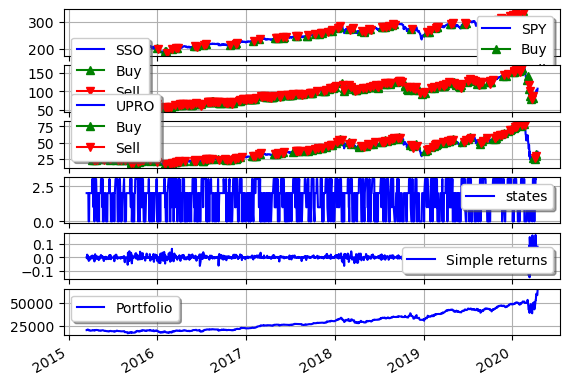 300
200
SPY
Buy
150
100
50
SSO
Buy
Sell
75
50
25
UPRO
Buy
Sell
2.5
0.0
states
0.1
0.0
−0.1
Simple returns
50000
25000
Portfolio
2015 2016 2017 2018 2019 2020